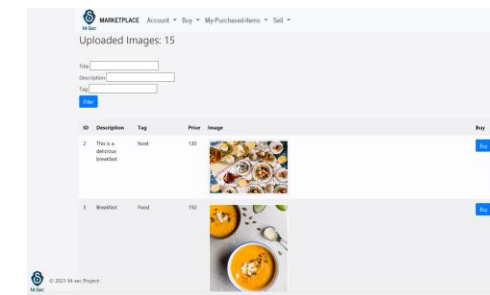 M-Sec MARKETPLACE Account Buy My-Purchased-Items Sell
Uploaded Images: 15
Title
Description
Tag
Filter
ID Description Tag Price Image Buy
2 This is a delicious breakfast food 130 Buy
3 Breakfast Food 150 Buy
M-Sec © 2021 M-sec Project